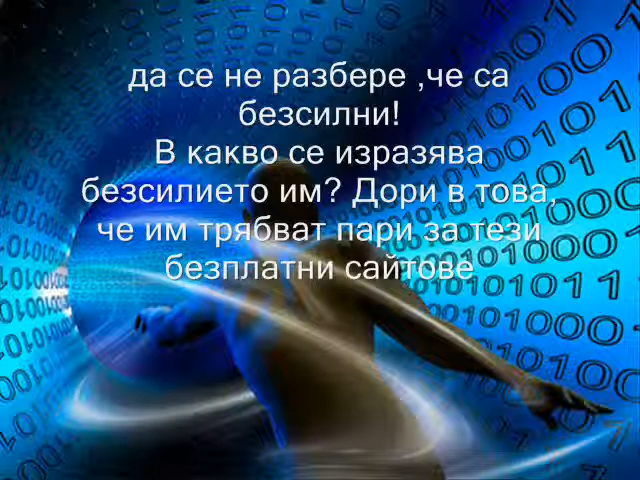 да се не разбере ,че са
безсилни!
В какво се изразява
безсилието им? Дори в това,
че им трябват пари за тези
безплатни сайтове